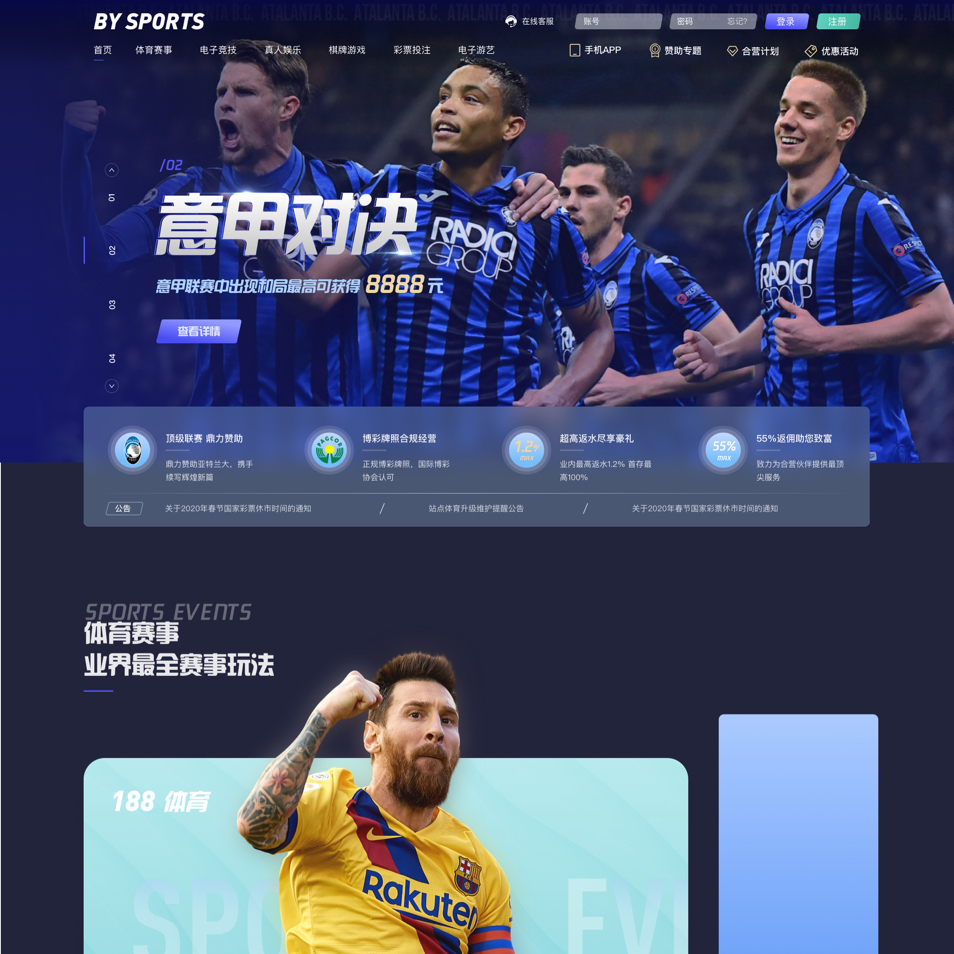 ATALANTA B.C. ATALANTA B.C. ATALANTA B.C. ATALANTA B.C.
BY SPORTS
在线客服
账号
密码
忘记?
登录
注册
首页
体育赛事
电子竞技
真人娱乐
棋牌游戏
彩票投注
电子游艺
手机APP
赞助专题
合营计划
优惠活动
/02
01
02
03
04
意甲对决
意甲联赛中出现和局最高可获得 8888 元
查看详情
RADICI
GROUP
RADICI
GROUP
顶级联赛 鼎力赞助
鼎力赞助亚特兰大，携手
续写辉煌新篇
PAGCOR
博彩牌照合规经营
正规博彩牌照，国际博彩
协会认可
1.2%
MAX
超高返水尽享豪礼
业内最高返水1.2% 首存最
高100%
55%
MAX
55%返佣助您致富
致力为合营伙伴提供最顶
尖服务
公告
关于2020年春节国家彩票休市时间的通知
/
站点体育升级维护提醒公告
/
关于2020年春节国家彩票休市时间的通知
SPORTS EVENTS
体育赛事
业界最全赛事玩法
188 体育
Rakuten